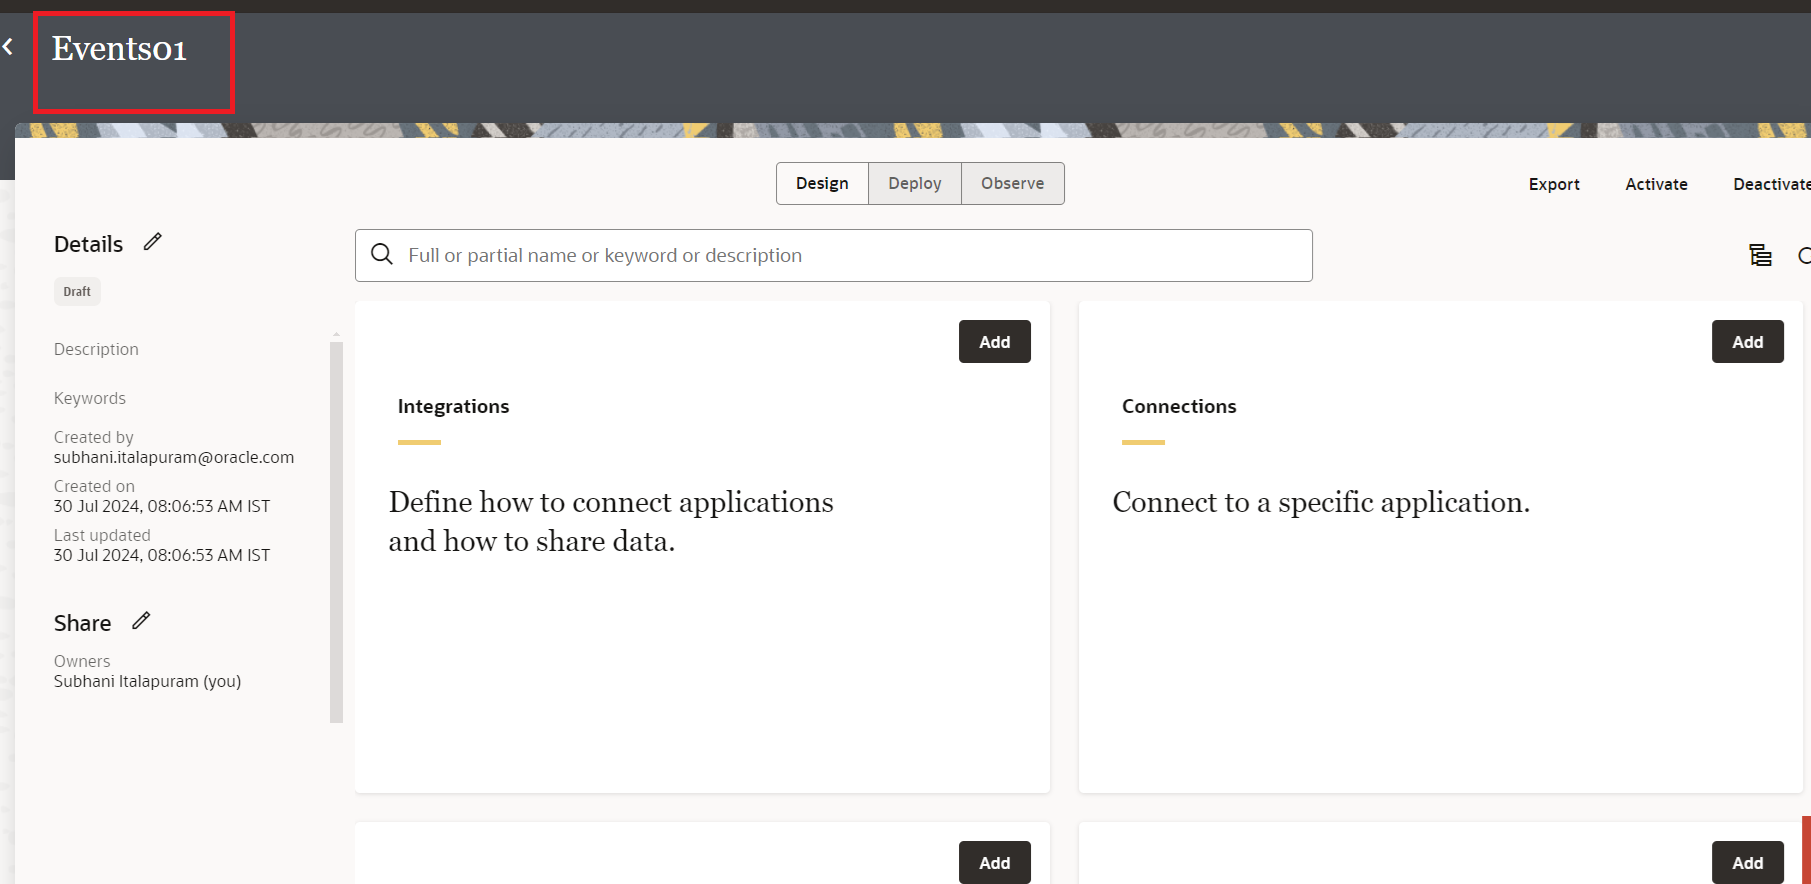 Events01
Design
Deploy
Observe
Export
Activate
Deactivate
Details
Full or partial name or keyword or description
Draft
Description
Keywords
Created by
subhani.italapuram@oracle.com
Created on
30 Jul 2024, 08:06:53 AM IST
Last updated
30 Jul 2024, 08:06:53 AM IST
Share
Owners
Subhani Italapuram (you)
Add
Integrations
Define how to connect applications
and how to share data.
Add
Connections
Connect to a specific application.
Add
Add